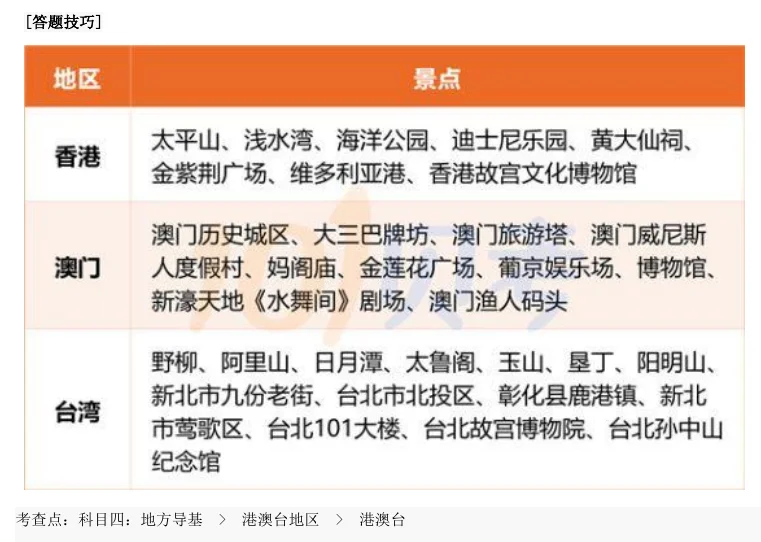 [答题技巧]
地区 景点
香港
太平山、浅水湾、海洋公园、迪士尼乐园、黄大仙祠、
金紫荆广场、维多利亚港、香港故宫文化博物馆
澳门
澳门历史城区、大三巴牌坊、澳门旅游塔、澳门威尼斯
人度假村、妈阁庙、金莲花广场、葡京娱乐场、博物馆、
新濠天地《水舞间》剧场、澳门渔人码头
台湾
野柳、阿里山、日月潭、太鲁阁、玉山、垦丁、阳明山、
新北市九份老街、台北市北投区、彰化县鹿港镇、新北
市莺歌区、台北101大楼、台北故宫博物院、台北孙中山
纪念馆
101贝考
考查点：科目四：地方导基 > 港澳台地区 > 港澳台